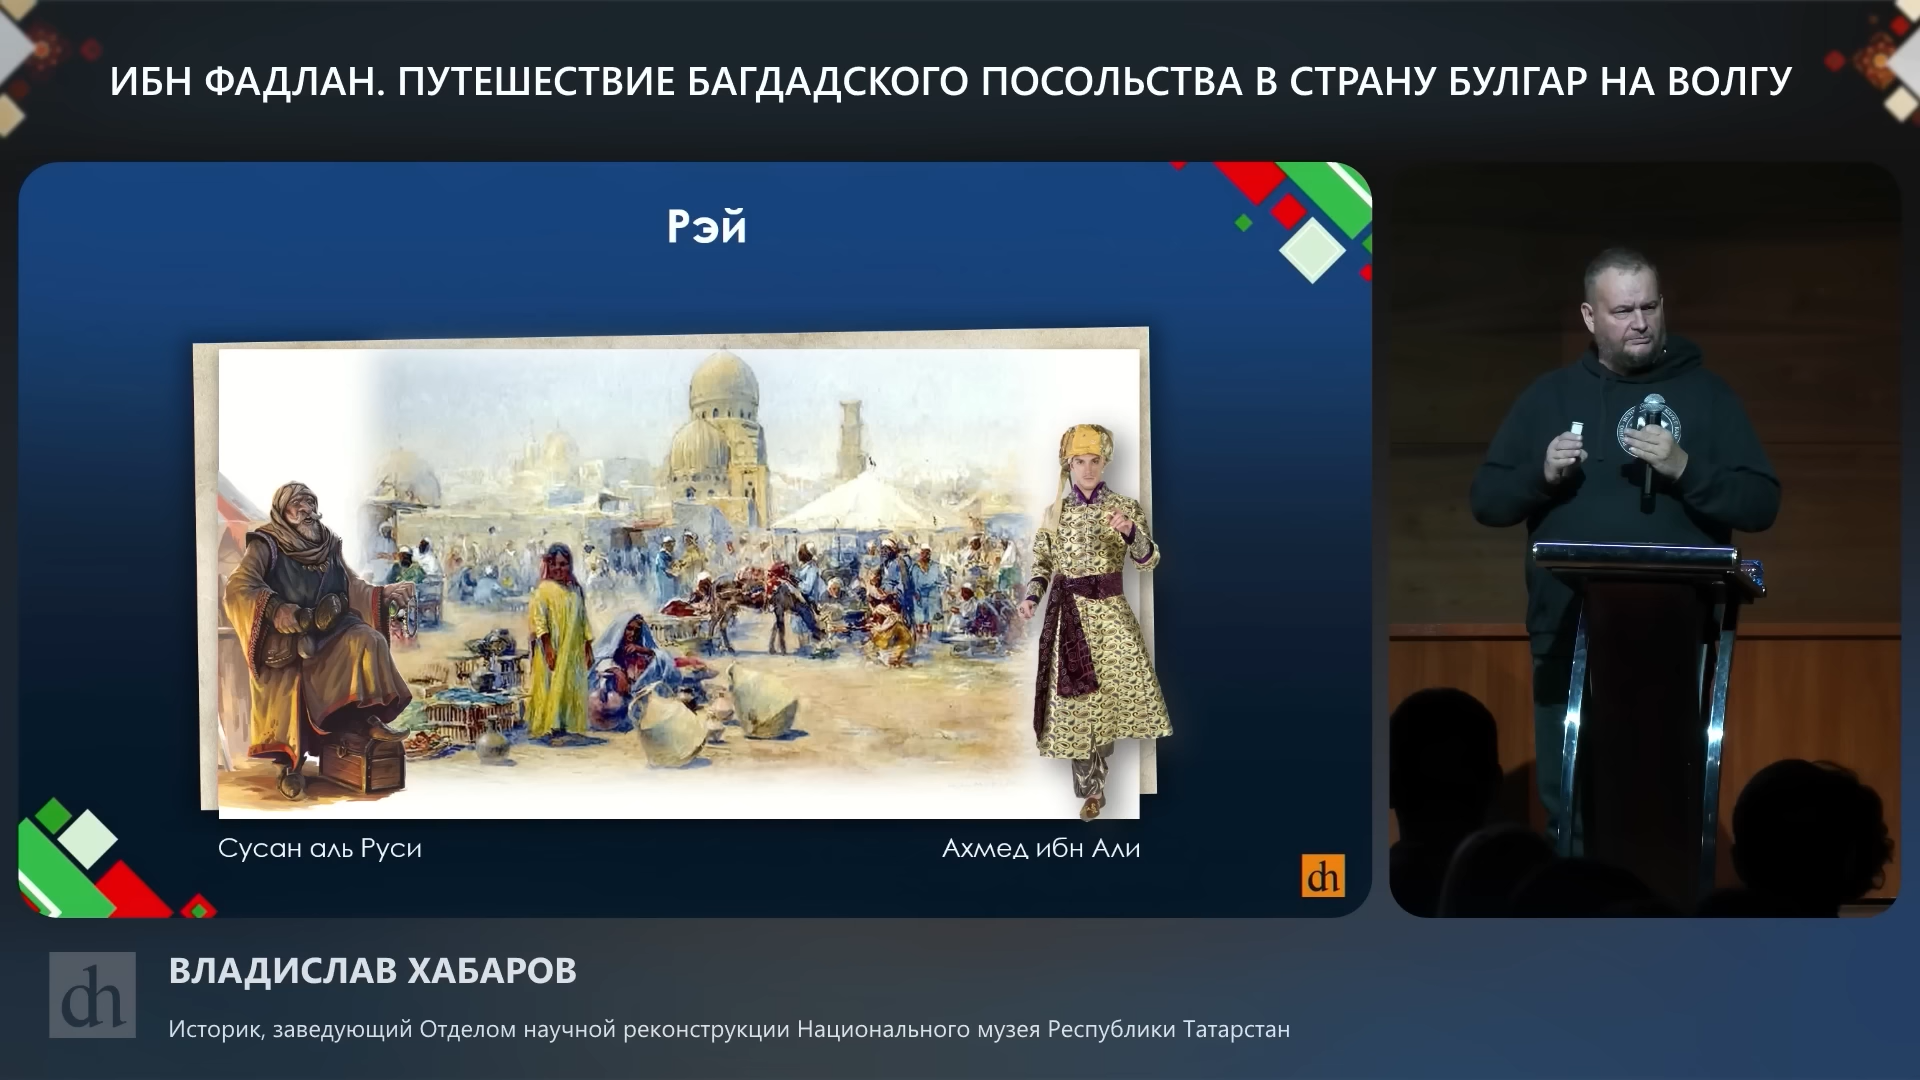 ИБН ФАДЛАН. ПУТЕШЕСТВИЕ БАГДАДСКОГО ПОСОЛЬСТВА В СТРАНУ БУЛГАР НА ВОЛГУ
Рэй
Сусан аль Руси
Ахмед ибн Али
dh
dh
ВЛАДИСЛАВ ХАБАРОВ
Историк, заведующий Отделом научной реконструкции Национального музея Республики Татарстан